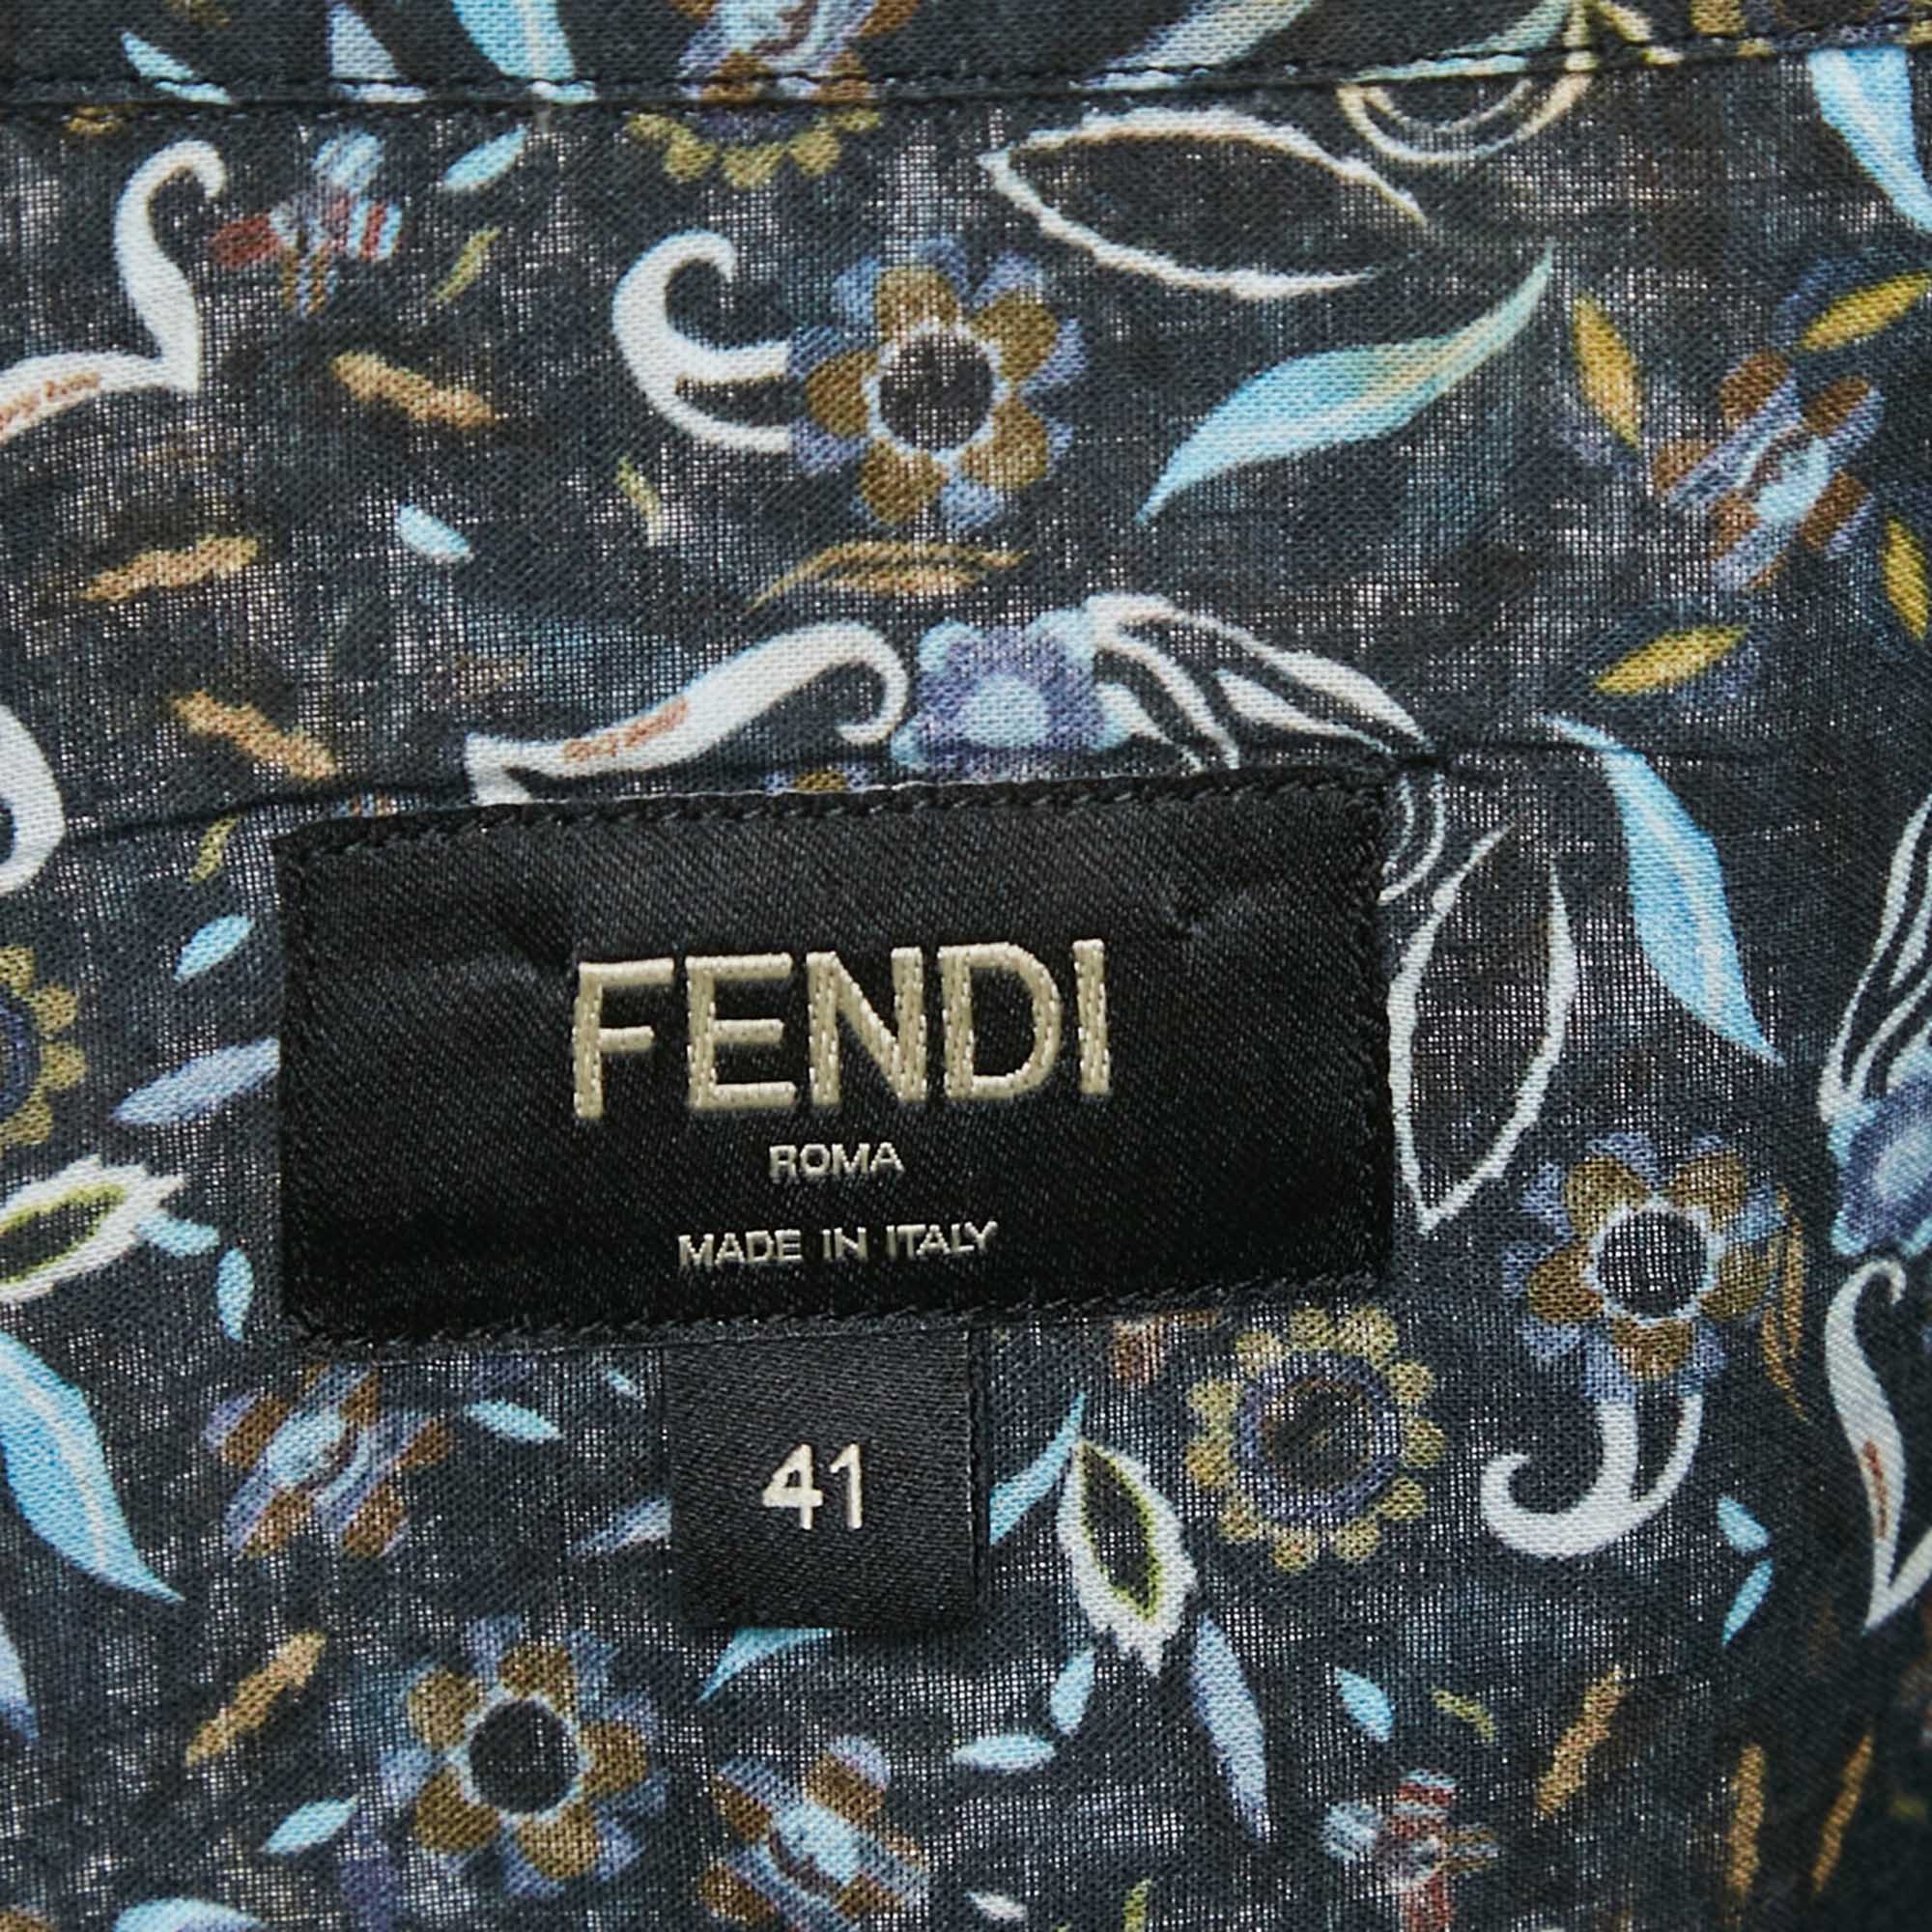 FENDI
ROMA
MADE IN ITALY
41